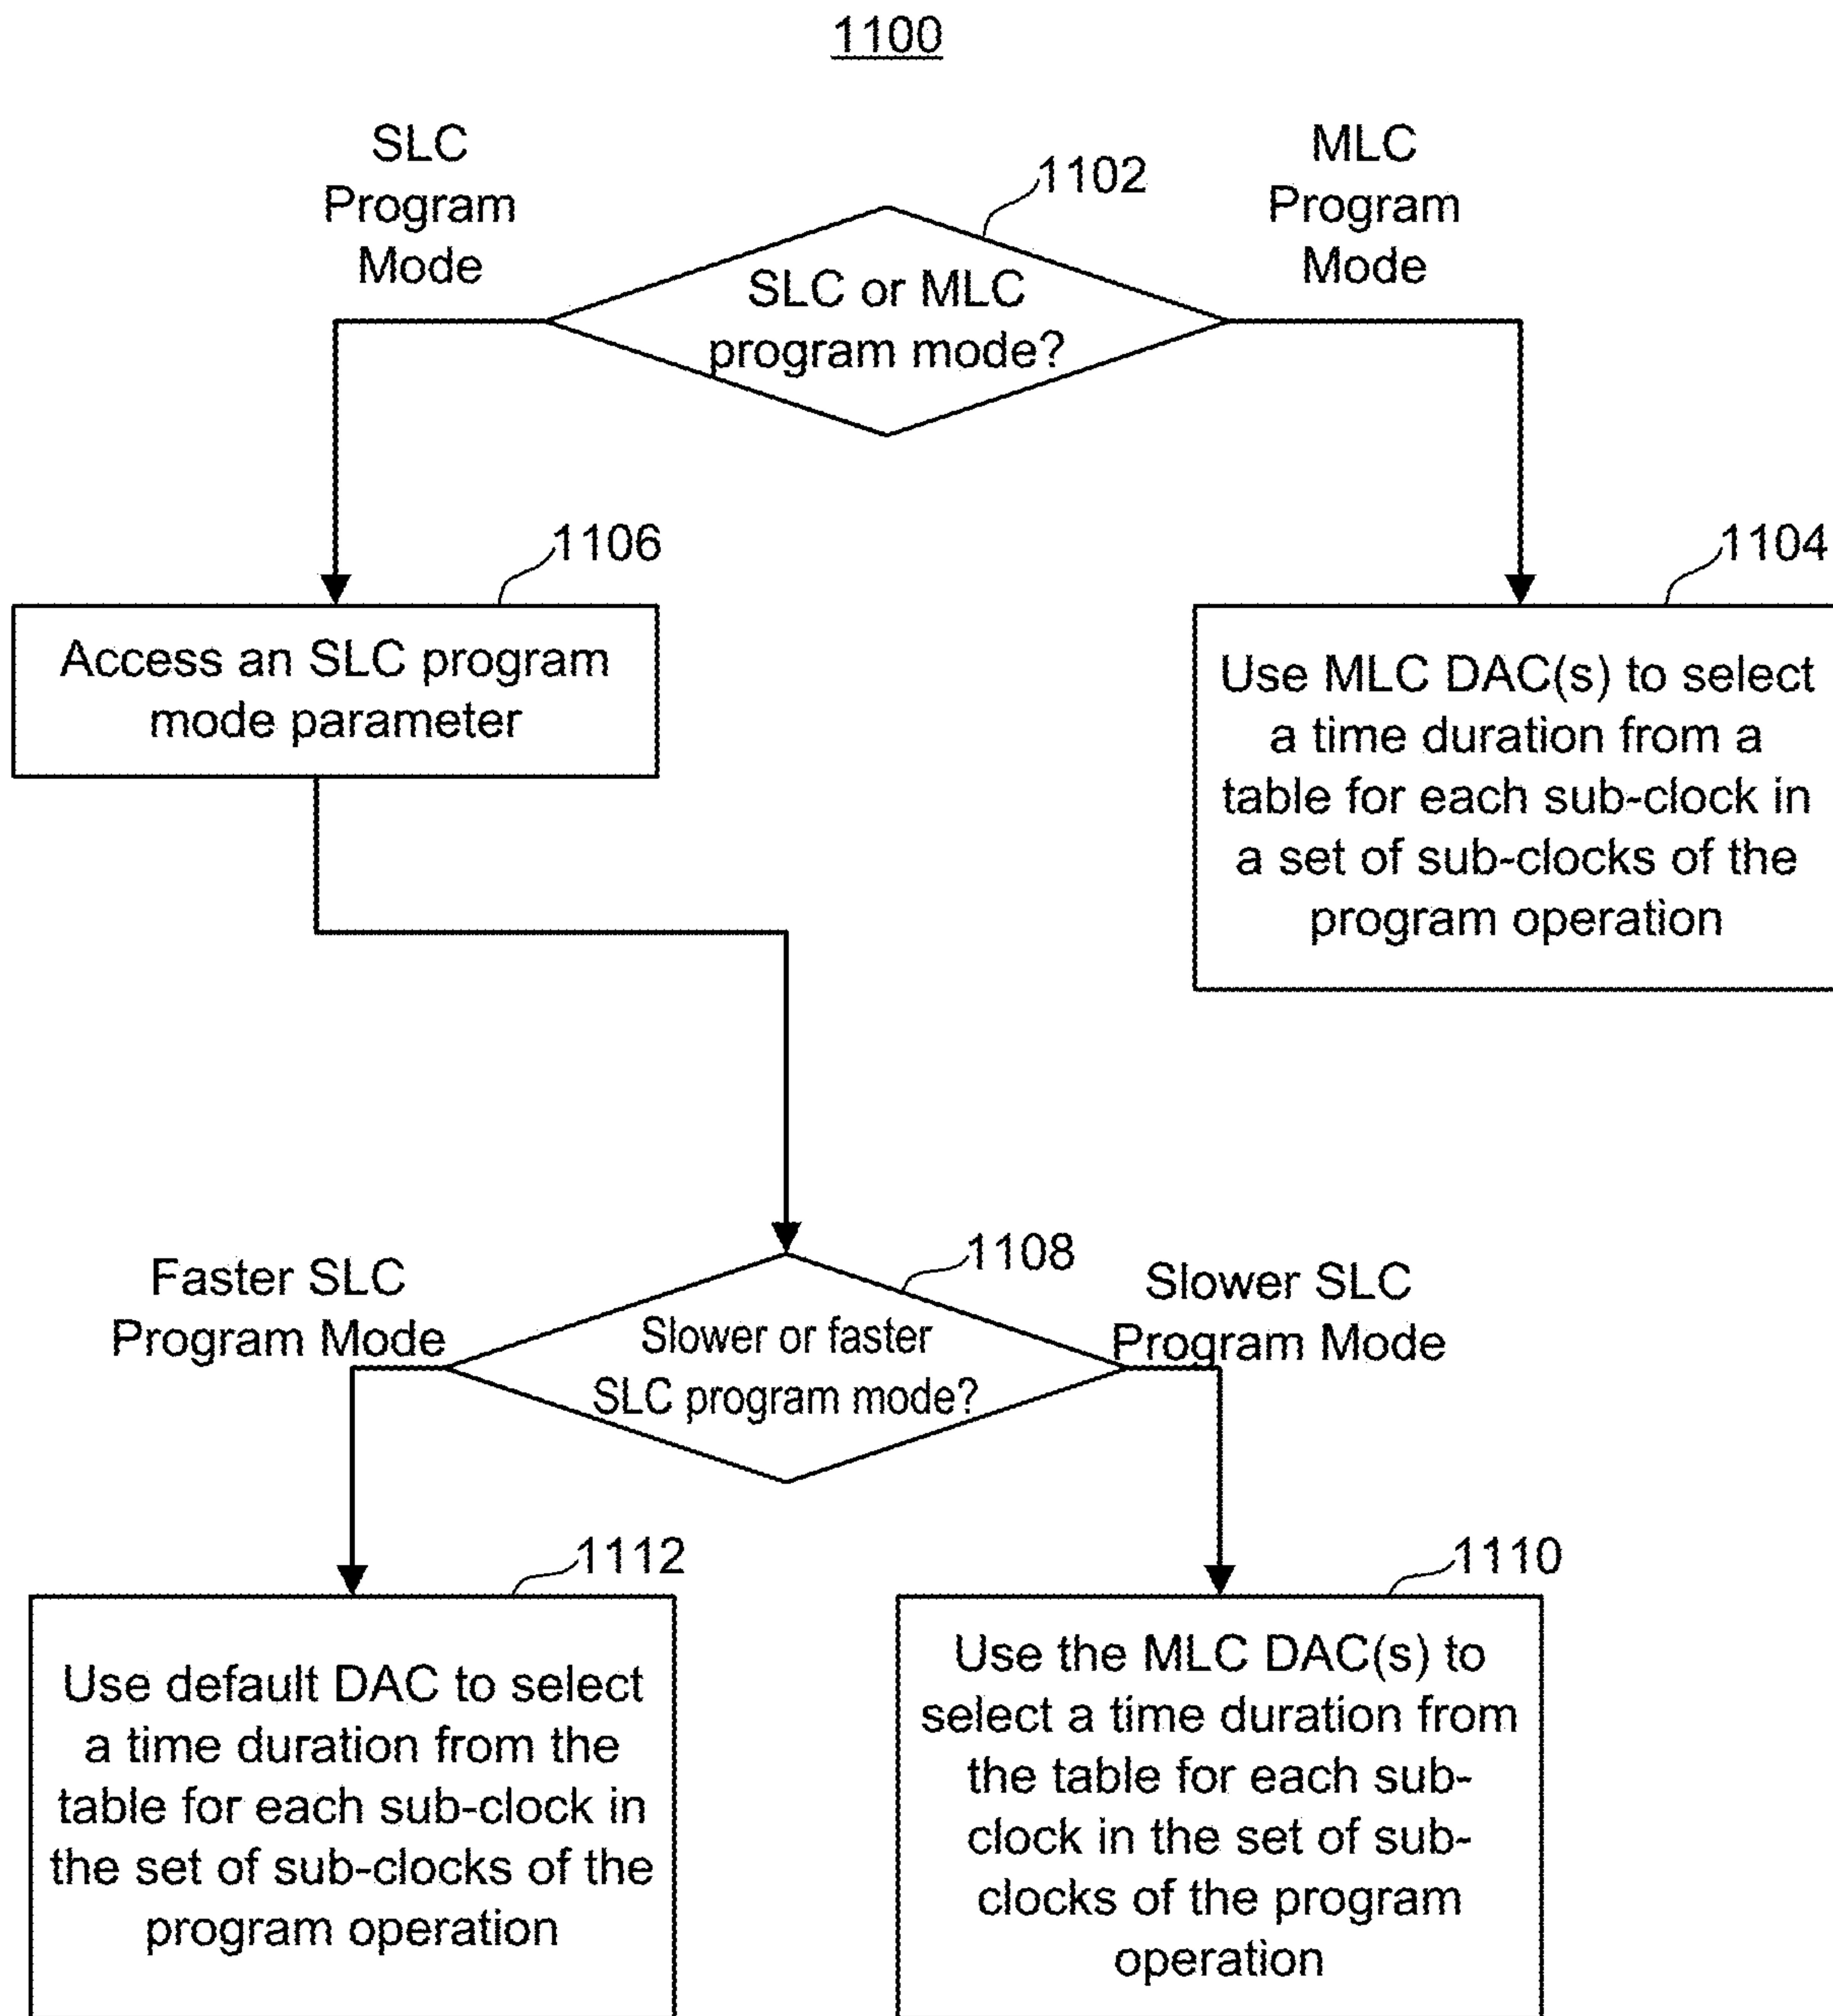 1100
SLC
Program
Mode
1102
MLC
Program
Mode
SLC or MLC
program mode?
1106
Access an SLC program
mode parameter
1104
Use MLC DAC(s) to select
a time duration from a
table for each sub-clock in
a set of sub-clocks of the
program operation
Faster SLC
Program Mode
1108
Slower or faster
SLC program mode?
Slower SLC
Program Mode
1112
Use default DAC to select
a time duration from the
table for each sub-clock in
the set of sub-clocks of the
program operation
1110
Use the MLC DAC(s) to
select a time duration from
the table for each sub-
clock in the set of sub-
clocks of the program
operation